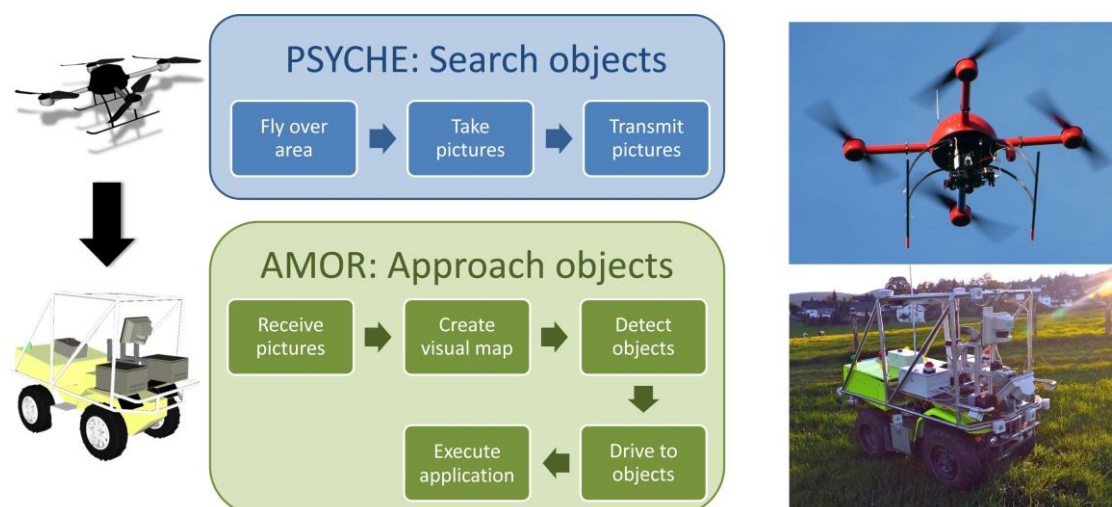 PSYCHE: Search objects
Fly over
area
Take
pictures
Transmit
pictures
AMOR: Approach objects
Receive
pictures
Create
visual map
Detect
objects
Drive to
objects
Execute
application